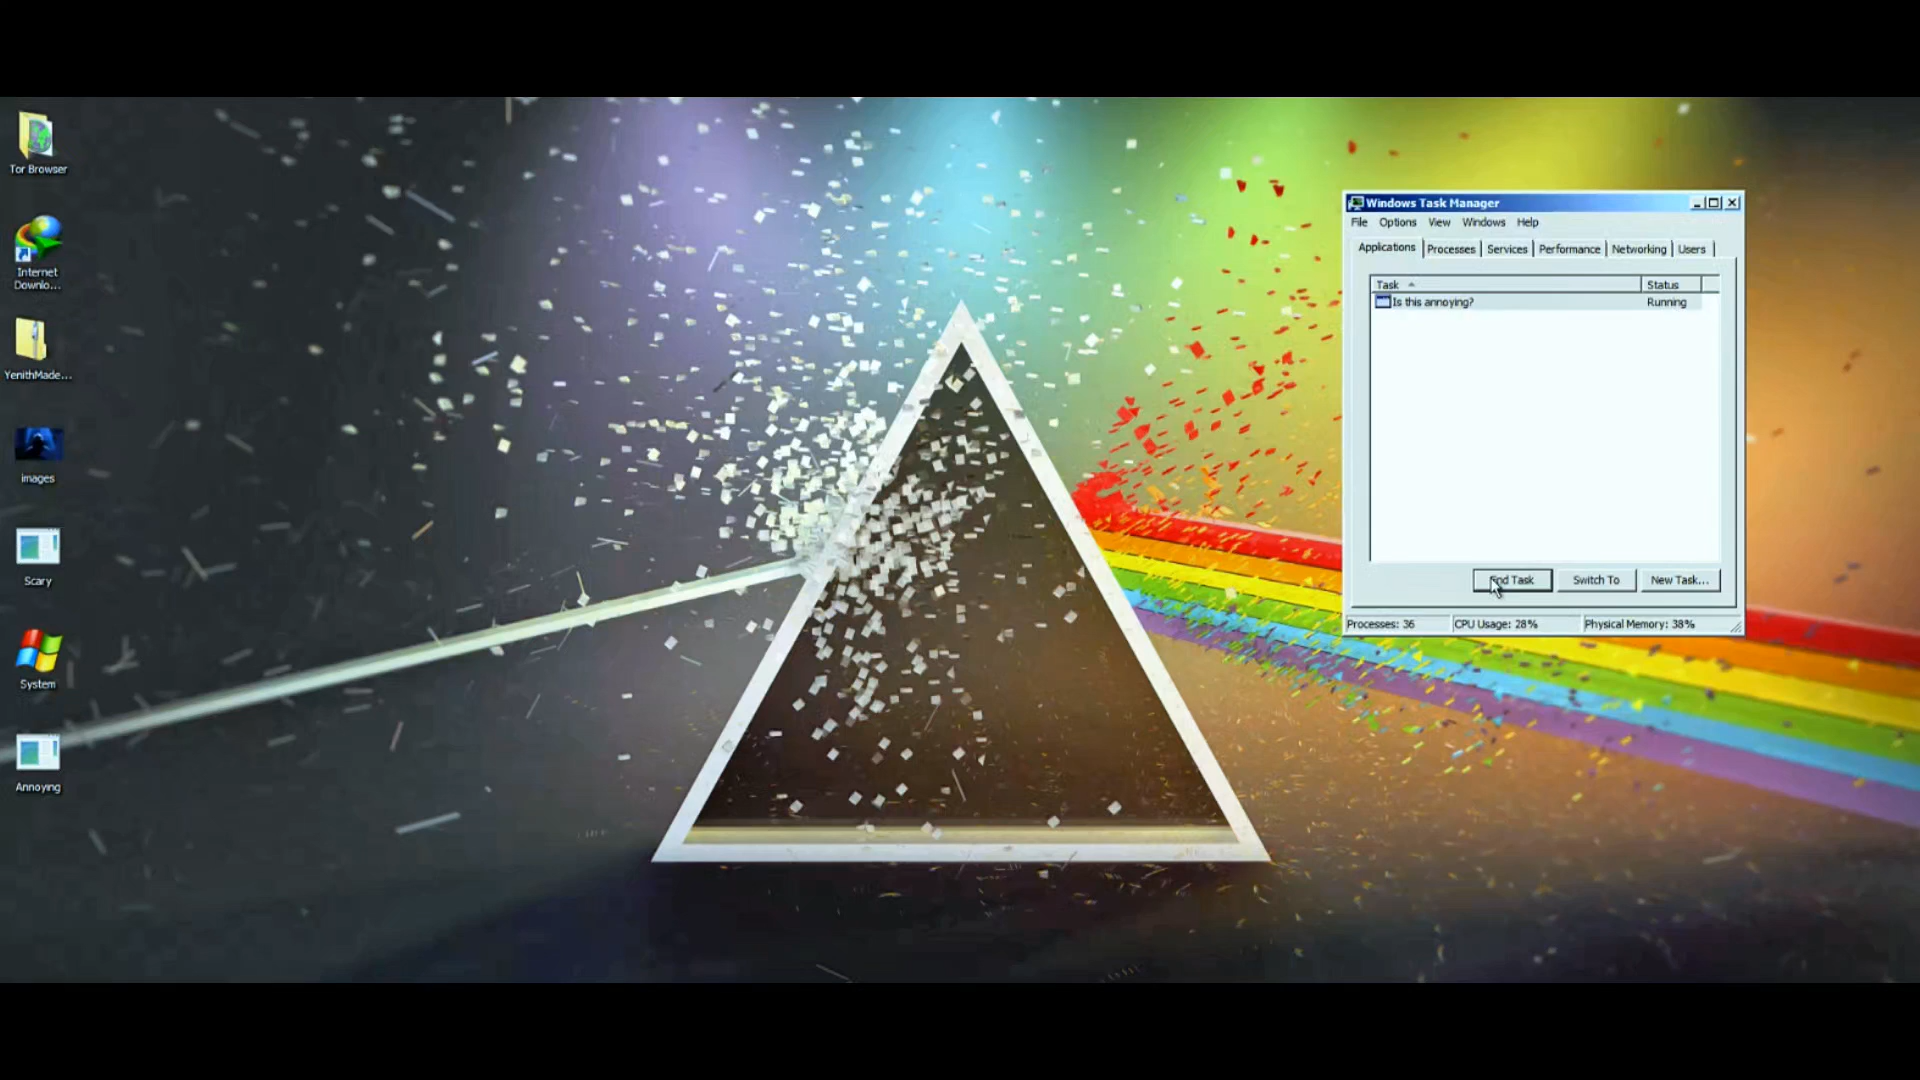 Tor Browser
Internet
Downlo...
YenithMade...
images
Scary
System
Annoying
Windows Task Manager
File Options View Windows Help
Applications Processes Services Performance Networking Users
Task Status
Is this annoying? Running
End Task Switch To New Task...
Processes: 36 CPU Usage: 28% Physical Memory: 38%